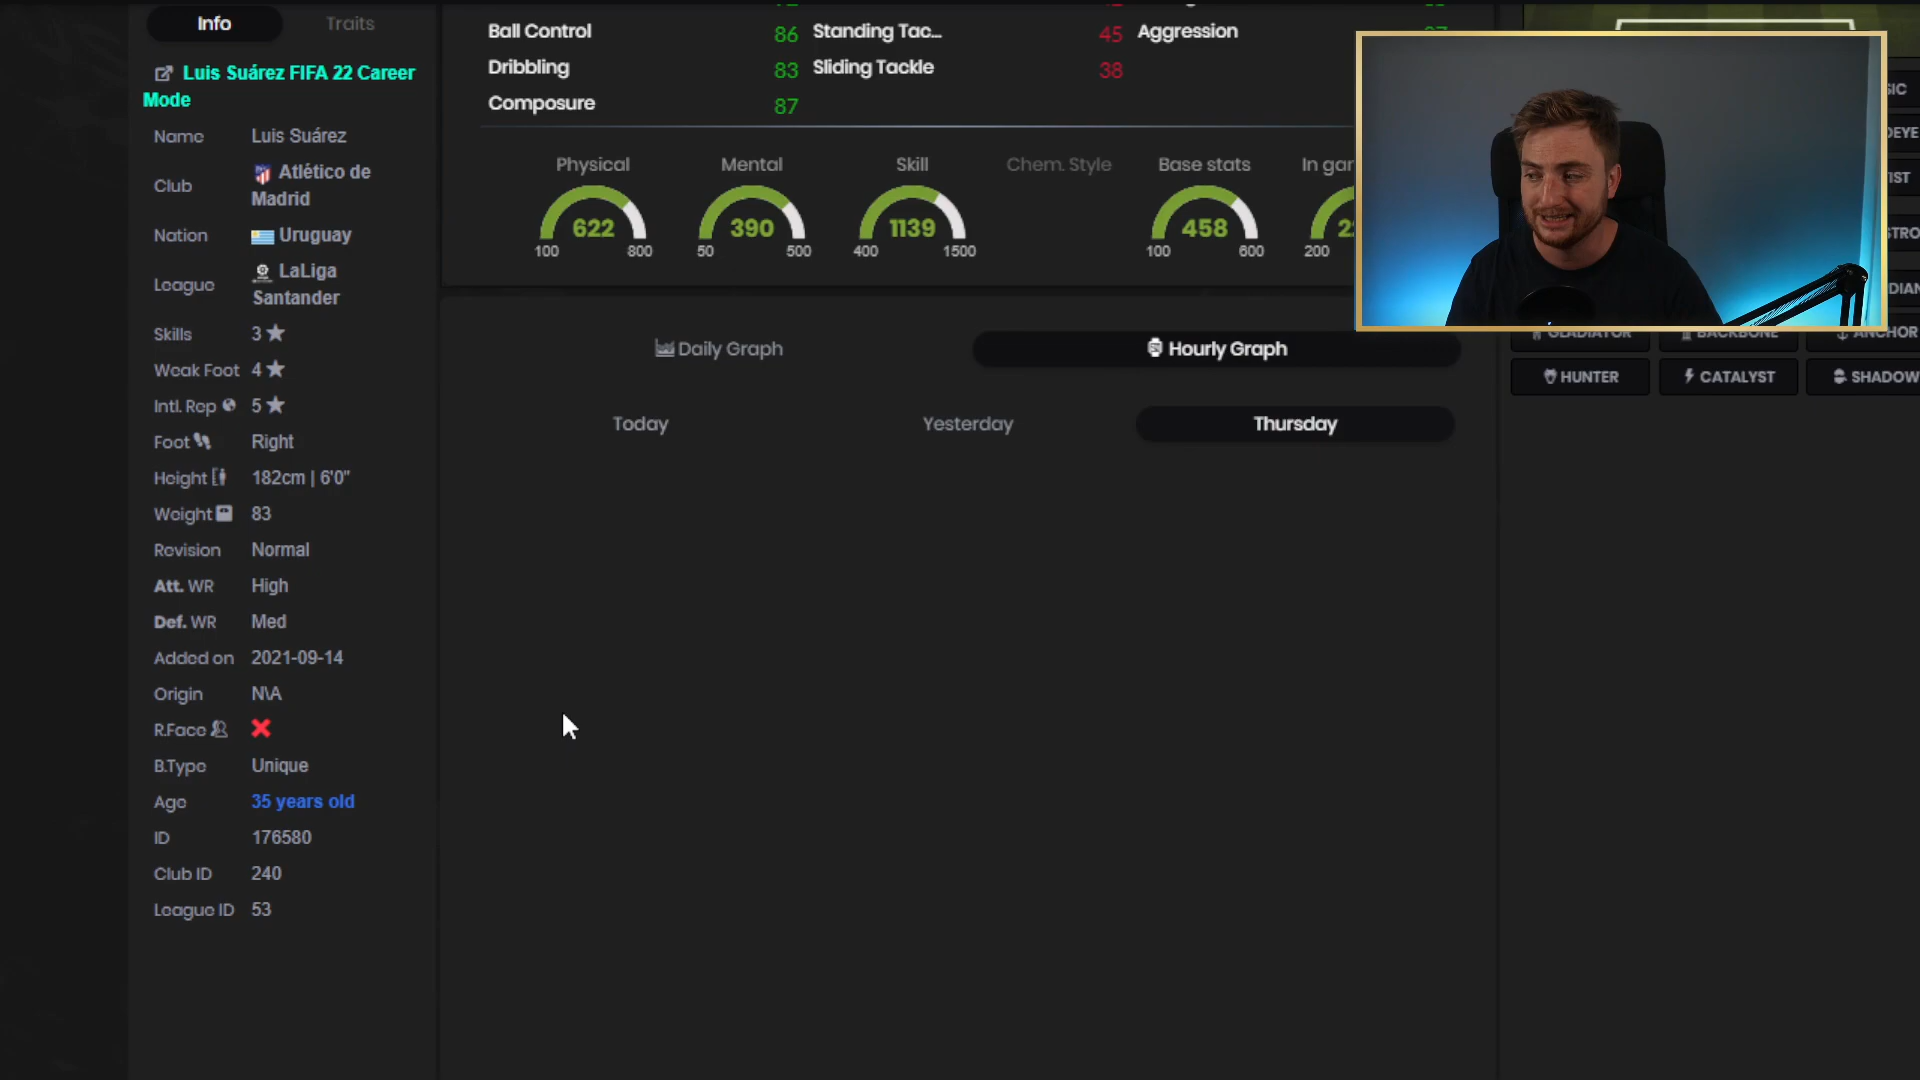 Info
Traits
Luis Suárez FIFA 22 Career
Mode
Name Luis Suárez
Club Atlético de
Madrid
Nation Uruguay
League LaLiga
Santander
Skills 3
Weak Foot 4
Intl. Rep 5
Foot Right
Height 182cm | 6'0"
Weight 83
Revision Normal
Att. WR High
Def. WR Med
Added on 2021-09-14
Origin N\A
R.Face
B.Type Unique
Age 35 years old
ID 176580
Club ID 240
League ID 53
Ball Control 86 Standing Tac... 45 Aggression
Dribbling 83 Sliding Tackle 38
Composure 87
Physical Mental Skill Chem. Style Base stats In gam
622 390 1139 458
100 800 50 500 400 1500 100 600 200
Daily Graph Hourly Graph
Today Yesterday Thursday
GLADIATOR BACKBONE ANCHOR
HUNTER CATALYST SHADOW